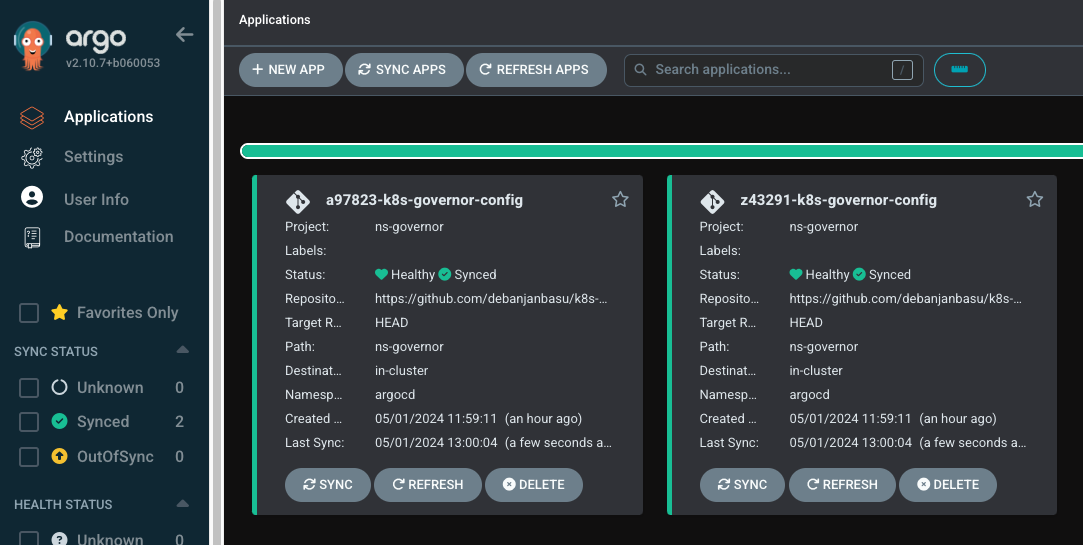 argo
v2.10.7+b060053
Applications
Settings
User Info
Documentation
Favorites Only
SYNC STATUS
Unknown 0
Synced 2
OutOfSync 0
HEALTH STATUS
Unknown 0
Applications
NEW APP SYNC APPS REFRESH APPS Search applications... /
a97823-k8s-governor-config
Project: ns-governor
Labels:
Status: Healthy Synced
Reposito... https://github.com/debanjanbasu/k8s-...
Target R... HEAD
Path: ns-governor
Destinat... in-cluster
Namesp... argocd
Created ... 05/01/2024 11:59:11 (an hour ago)
Last Sync: 05/01/2024 13:00:04 (a few seconds a...
SYNC REFRESH DELETE
z43291-k8s-governor-config
Project: ns-governor
Labels:
Status: Healthy Synced
Reposito... https://github.com/debanjanbasu/k8s-...
Target R... HEAD
Path: ns-governor
Destinat... in-cluster
Namesp... argocd
Created ... 05/01/2024 11:59:11 (an hour ago)
Last Sync: 05/01/2024 13:00:04 (a few seconds a...
SYNC REFRESH DELETE